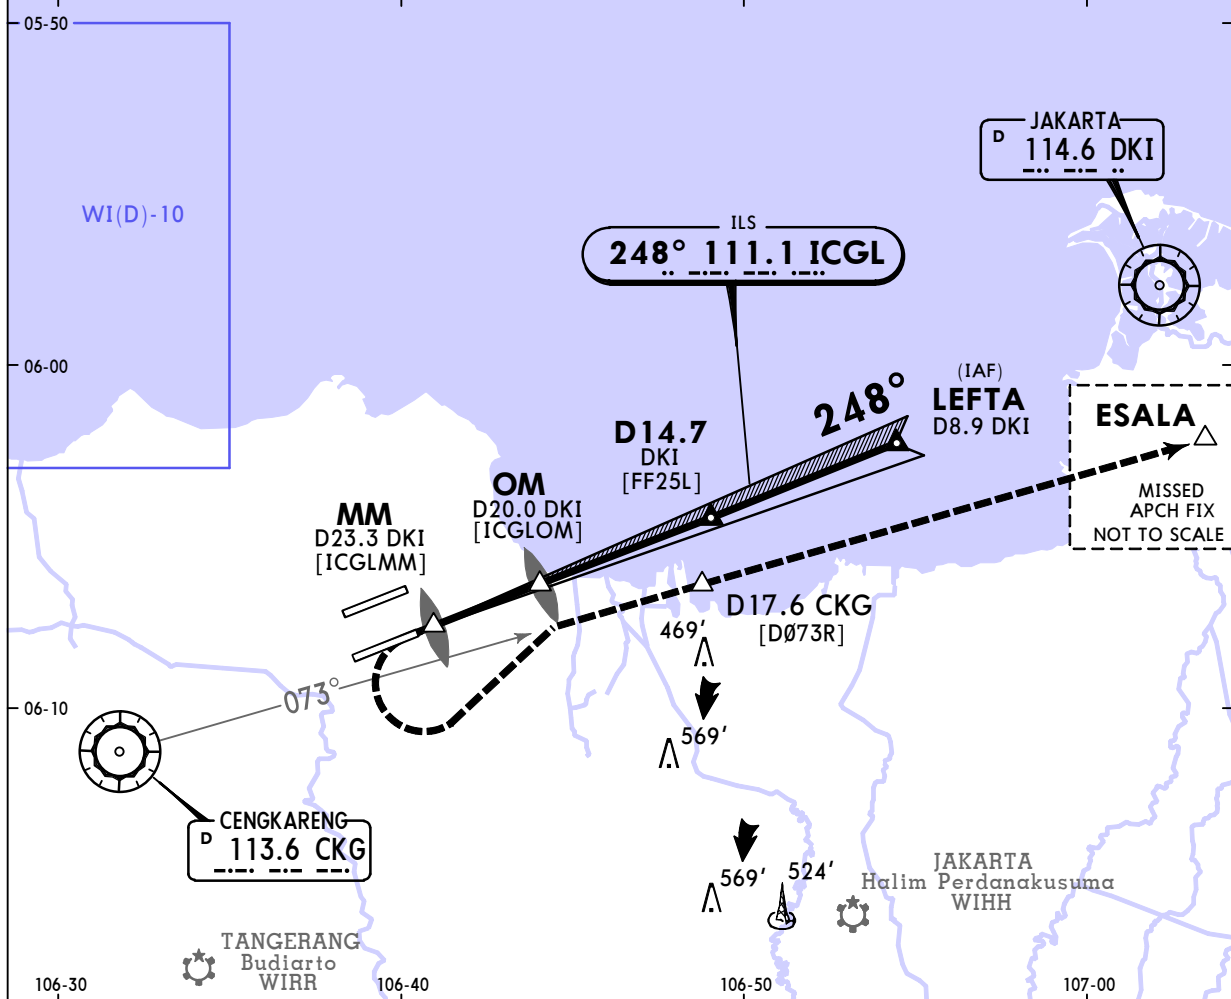 05-50
JAKARTA
D 114.6 DKI
WI(D)-10
ILS
248° 111.1 ICGL
06-00
248°
(IAF)
LEFTA
D8.9 DKI
ESALA
D14.7
DKI
[FF25L]
OM
D20.0 DKI
[ICGLOM]
MM
D23.3 DKI
[ICGLMM]
MISSED
APCH FIX
NOT TO SCALE
D17.6 CKG
[DØ73R]
469'
073°
06-10
569'
CENGKARENG
D 113.6 CKG
569'
524'
JAKARTA
Halim Perdanakusuma
WIHH
TANGERANG
Budiarto
WIRR
106-30
106-40
106-50
107-00